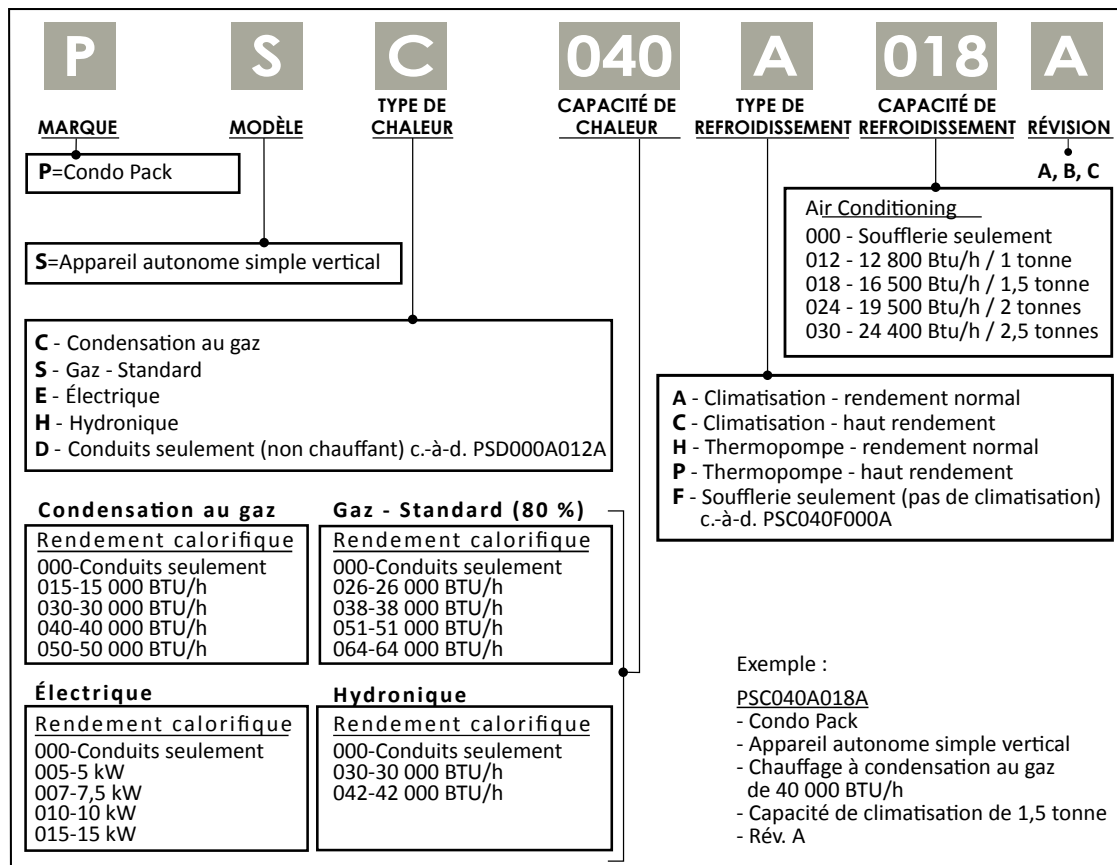 P S C 040 A 018 A
MARQUE
MODÈLE
TYPE DE
CHALEUR
CAPACITÉ DE
CHALEUR
TYPE DE
REFROIDISSEMENT
CAPACITÉ DE
REFROIDISSEMENT
RÉVISION
P=Condo Pack
A, B, C
S=Appareil autonome simple vertical
Air Conditioning
000 - Soufflerie seulement
012 - 12 800 Btu/h / 1 tonne
018 - 16 500 Btu/h / 1,5 tonne
024 - 19 500 Btu/h / 2 tonnes
030 - 24 400 Btu/h / 2,5 tonnes
C - Condensation au gaz
S - Gaz - Standard
E - Électrique
H - Hydronique
D - Conduits seulement (non chauffant) c.-à-d. PSD000A012A
A - Climatisation - rendement normal
C - Climatisation - haut rendement
H - Thermopompe - rendement normal
P - Thermopompe - haut rendement
F - Soufflerie seulement (pas de climatisation)
c.-à-d. PSC040F000A
Condensation au gaz
Rendement calorifique
000-Conduits seulement
015-15 000 BTU/h
030-30 000 BTU/h
040-40 000 BTU/h
050-50 000 BTU/h
Gaz - Standard (80 %)
Rendement calorifique
000-Conduits seulement
026-26 000 BTU/h
038-38 000 BTU/h
051-51 000 BTU/h
064-64 000 BTU/h
Électrique
Rendement calorifique
000-Conduits seulement
005-5 kW
007-7,5 kW
010-10 kW
015-15 kW
Hydronique
Rendement calorifique
000-Conduits seulement
030-30 000 BTU/h
042-42 000 BTU/h
Exemple :
PSC040A018A
- Condo Pack
- Appareil autonome simple vertical
- Chauffage à condensation au gaz
de 40 000 BTU/h
- Capacité de climatisation de 1,5 tonne
- Rév. A